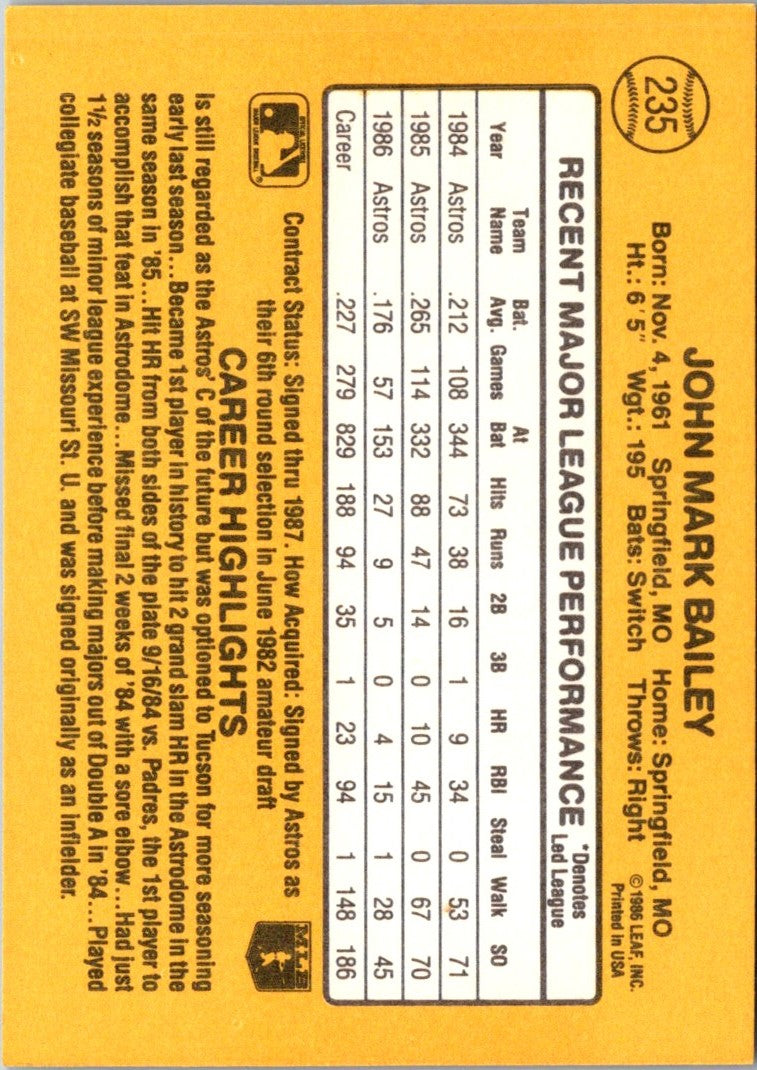 235
JOHN MARK BAILEY
Born: Nov. 4, 1961 Springfield, MO Home: Springfield, MO
Ht.: 6'5" Wgt.: 195 Bats: Switch Throws: Right
©1986 LEAF, INC.
Printed in USA
RECENT MAJOR LEAGUE PERFORMANCE
*Denotes
Led League
Year Team Name Bat. Avg. Games At Bat Hits Runs 2B 3B HR RBI Steal Walk SO
1984 Astros .212 108 344 73 38 16 1 9 34 0 53 71
1985 Astros .265 114 332 88 47 14 0 10 45 0 67 70
1986 Astros .176 57 153 27 9 5 0 4 15 1 28 45
Career .227 279 829 188 94 35 1 23 94 1 148 186
Contract Status: Signed thru 1987. How Acquired: Signed by Astros as
their 6th round selection in June 1982 amateur draft
MLB
CAREER HIGHLIGHTS
Is still regarded as the Astros' C of the future but was optioned to Tucson for more seasoning
early last season...Became 1st player in history to hit 2 grand slam HR in the Astrodome in the
same season in '85...Hit HR from both sides of the plate 9/16/84 vs. Padres, the 1st player to
accomplish that feat in Astrodome...Missed final 2 weeks of '84 with a sore elbow...Had just
1½ seasons of minor league experience before making majors out of Double A in '84...Played
collegiate baseball at SW Missouri St. U. and was signed originally as an infielder.